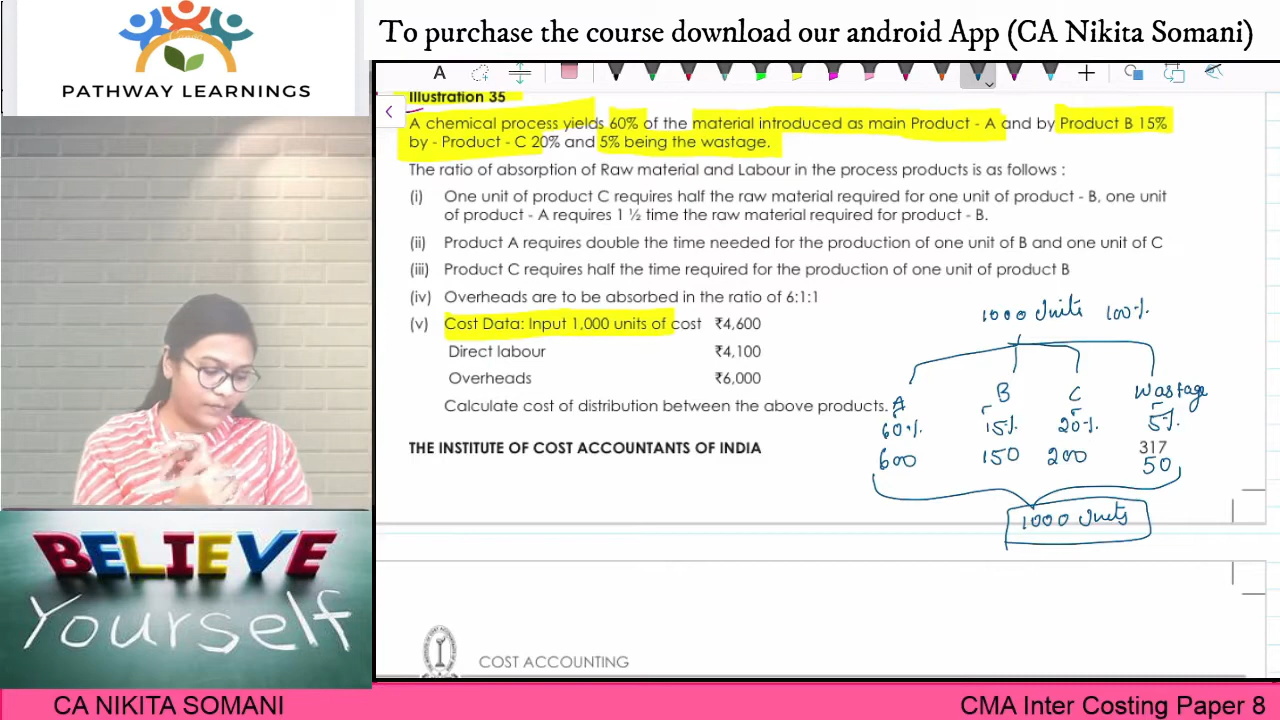 To purchase the course download our android App (CA Nikita Somani)
PATHWAY LEARNINGS
A
Illustration 35
A chemical process yields 60% of the material introduced as main Product - A and by Product B 15%
by - Product - C 20% and 5% being the wastage.
The ratio of absorption of Raw material and Labour in the process products is as follows :
(i) One unit of product C requires half the raw material required for one unit of product - B, one unit
of product - A requires 1 ½ time the raw material required for product - B.
(ii) Product A requires double the time needed for the production of one unit of B and one unit of C
(iii) Product C requires half the time required for the production of one unit of product B
(iv) Overheads are to be absorbed in the ratio of 6:1:1
(v) Cost Data: Input 1,000 units of cost ₹4,600
Direct labour ₹4,100
Overheads ₹6,000
Calculate cost of distribution between the above products.
1000 Units 100%
A B C Wastage
60% 15% 20% 5%
THE INSTITUTE OF COST ACCOUNTANTS OF INDIA 317
600 150 200 50
1000 Units
COST ACCOUNTING
BELIEVE
Yourself
CA NIKITA SOMANI
CMA Inter Costing Paper 8